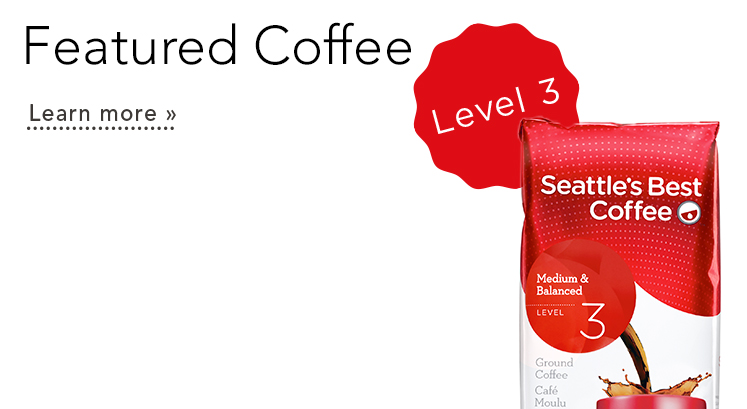 Featured Coffee
Learn more »
Level 3
Seattle's Best
Coffee
Medium &
Balanced
LEVEL
3
Ground
Coffee
Café
Moulu